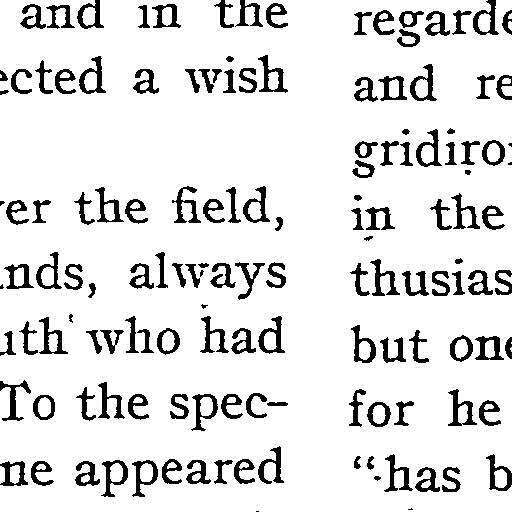 and in the
ected a wish
er the field,
nds, always
uth who had
To the spec-
ne appeared
regarde
and re
gridiro
in the
thusias
but one
for he
“has b